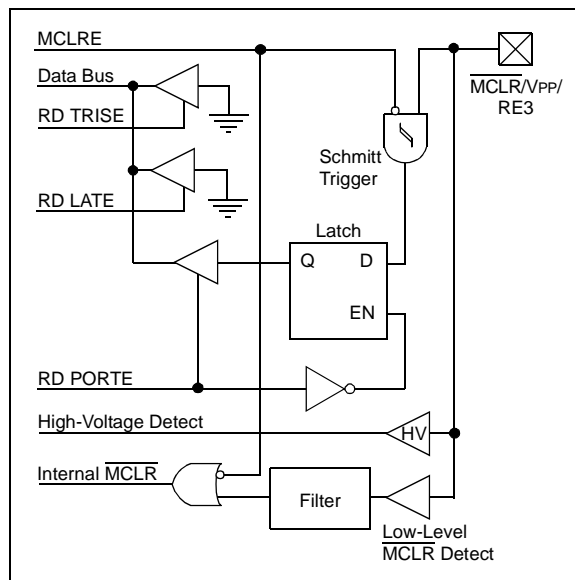 MCLRE
Data Bus
RD TRISE
MCLR/VPP/
RE3
Schmitt
Trigger
RD LATE
Latch
Q D
EN
RD PORTE
High-Voltage Detect
HV
Internal MCLR
Filter
Low-Level
MCLR Detect